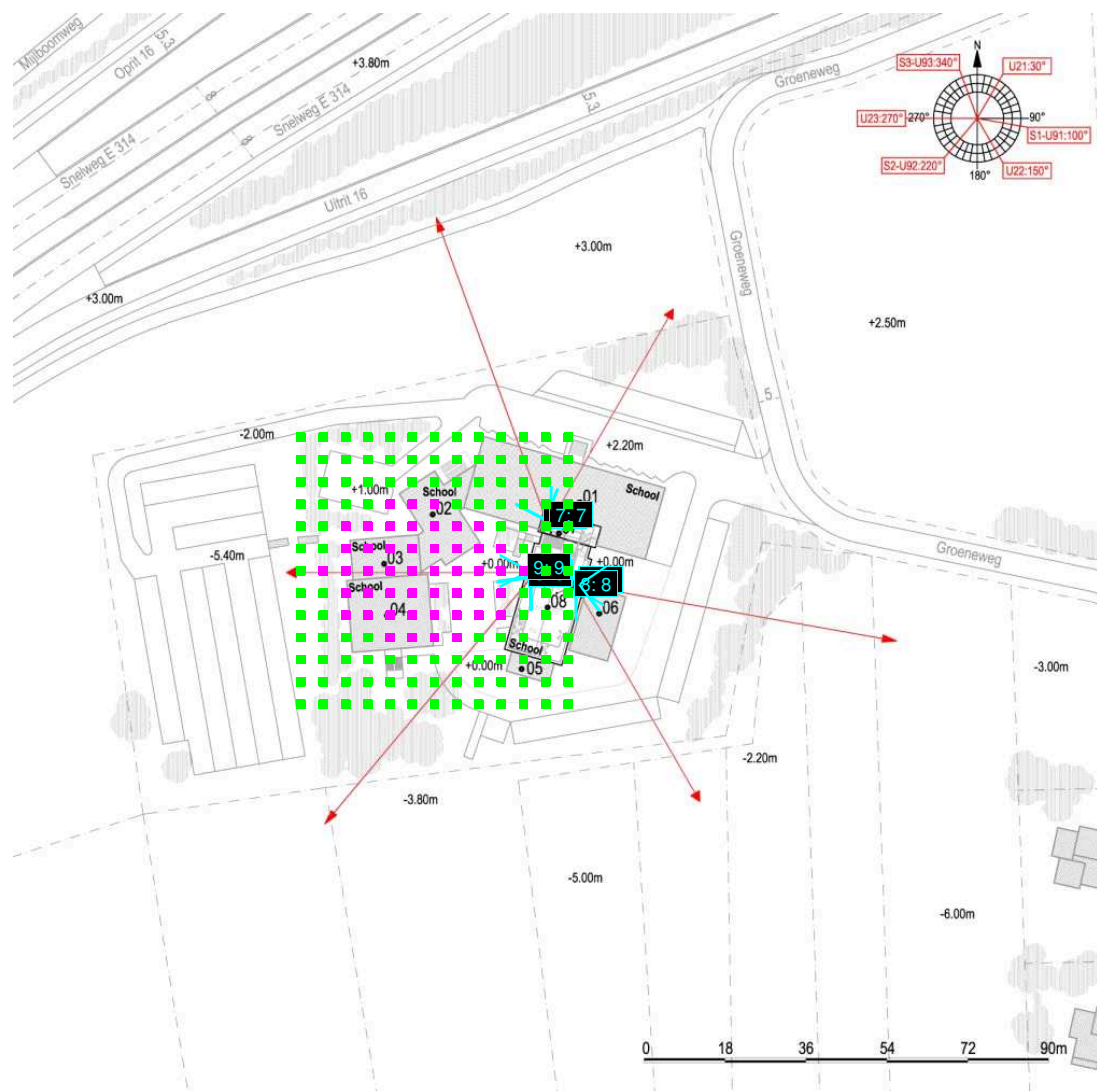 Mijlboomweg
Oprit 16
5.3
+3.80m
8
8
Snelweg E 314
Snelweg E 314
5.3
Groeneweg
N
S3-U93:340°
U21:30°
U23:270°
270°
90°
S1-U91:100°
S2-U92:220°
U22:150°
180°
Uitrit 16
Groeneweg
+3.00m
+3.00m
+2.50m
5
-2.00m
+2.20m
+1.00m
School
02
01
School
7: 7
-5.40m
School
03
+0.00m
9: 9
+0.00m
Groeneweg
School
04
8: 8
08
06
School
+0.00m
05
-3.00m
-2.20m
-3.80m
-5.00m
-6.00m
0 18 36 54 72 90m